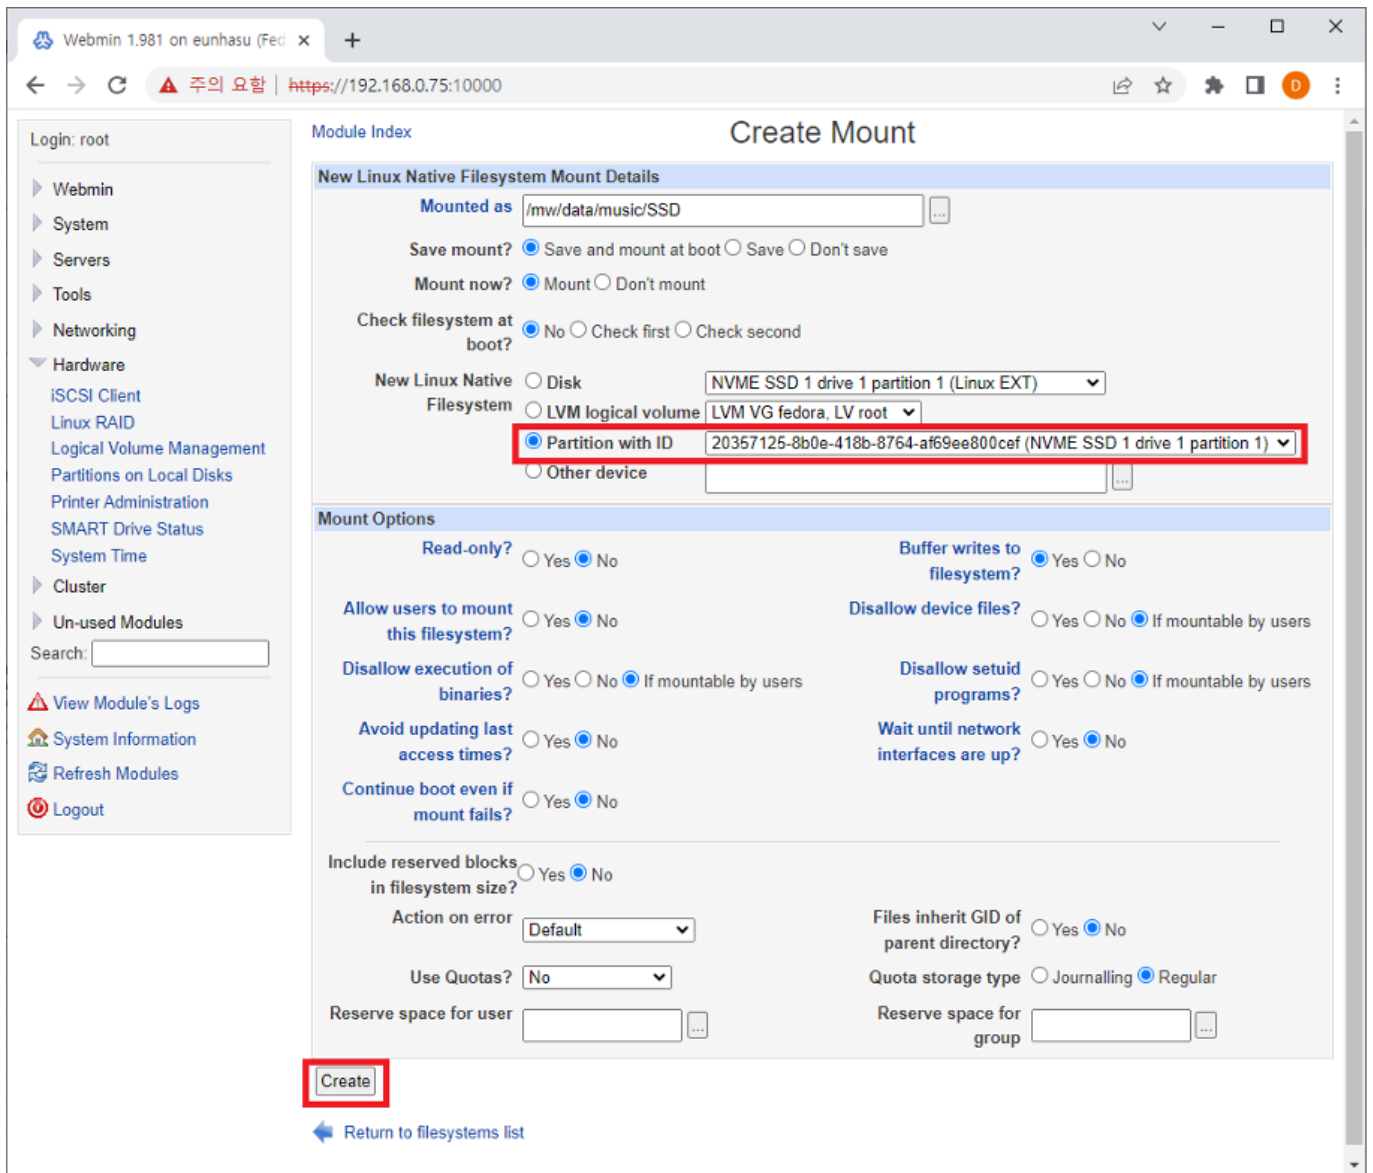 Webmin 1.981 on eunhasu (Fed
주의 요함 https://192.168.0.75:10000
D
Login: root
Webmin
System
Servers
Tools
Networking
Hardware
iSCSI Client
Linux RAID
Logical Volume Management
Partitions on Local Disks
Printer Administration
SMART Drive Status
System Time
Cluster
Un-used Modules
Search:
View Module's Logs
System Information
Refresh Modules
Logout
Module Index
Create Mount
New Linux Native Filesystem Mount Details
Mounted as /mw/data/music/SSD ...
Save mount? Save and mount at boot Save Don't save
Mount now? Mount Don't mount
Check filesystem at
boot? No Check first Check second
New Linux Native
Filesystem
Disk NVME SSD 1 drive 1 partition 1 (Linux EXT)
LVM logical volume LVM VG fedora, LV root
Partition with ID 20357125-8b0e-418b-8764-af69ee800cef (NVME SSD 1 drive 1 partition 1)
Other device ...
Mount Options
Read-only? Yes No
Buffer writes to
filesystem? Yes No
Allow users to mount
this filesystem? Yes No
Disallow device files? Yes No If mountable by users
Disallow execution of
binaries? Yes No If mountable by users
Disallow setuid
programs? Yes No If mountable by users
Avoid updating last
access times? Yes No
Wait until network
interfaces are up? Yes No
Continue boot even if
mount fails? Yes No
Include reserved blocks
in filesystem size? Yes No
Action on error Default
Files inherit GID of
parent directory? Yes No
Use Quotas? No
Quota storage type Journalling Regular
Reserve space for user ...
Reserve space for
group ...
Create
Return to filesystems list